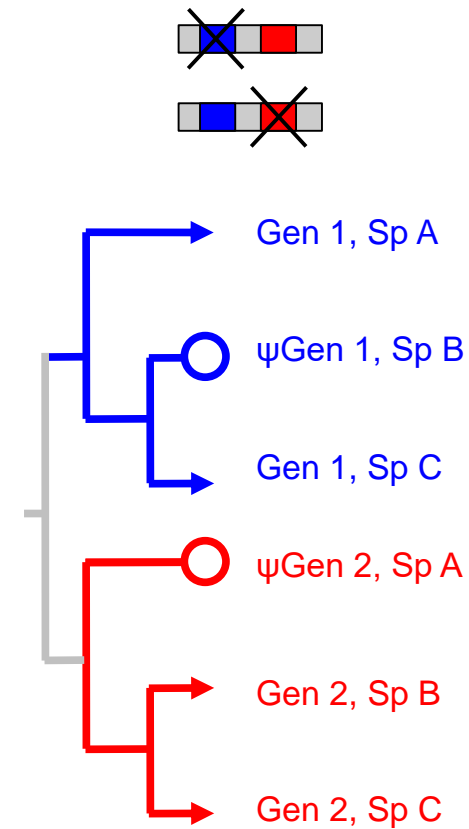 Gen 1, Sp A
ψGen 1, Sp B
Gen 1, Sp C
ψGen 2, Sp A
Gen 2, Sp B
Gen 2, Sp C